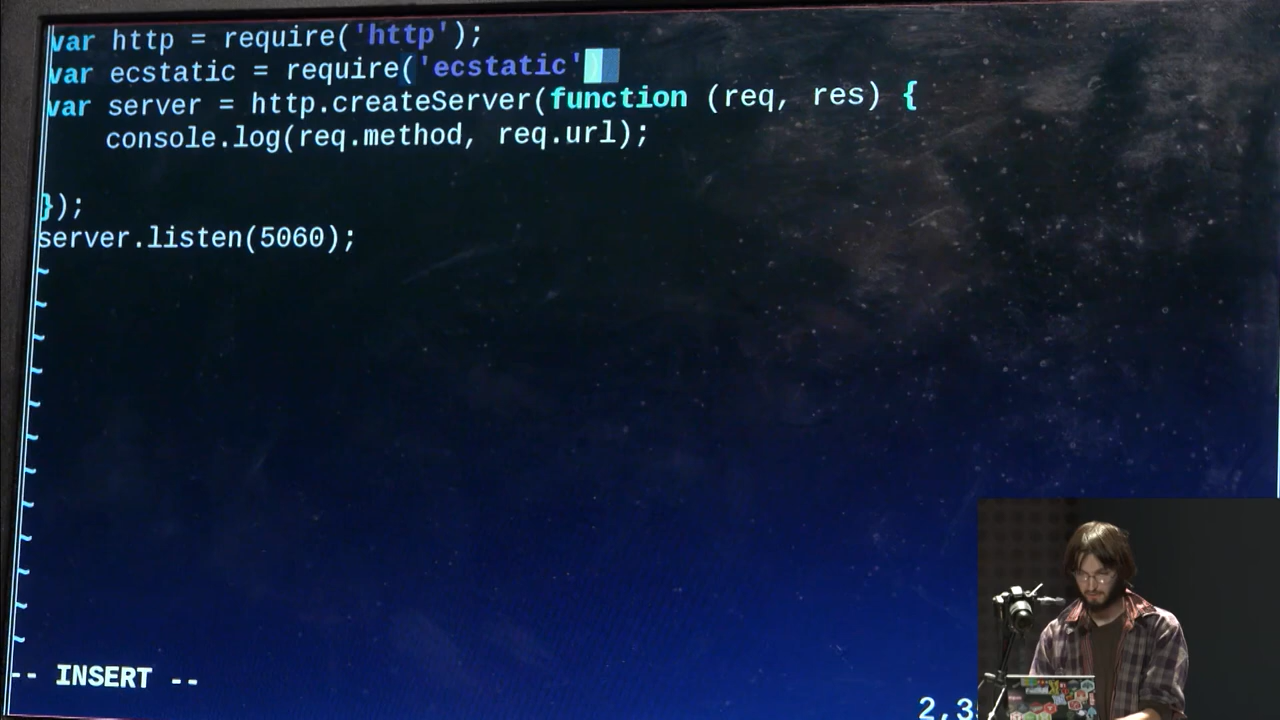 var http = require('http');
var ecstatic = require('ecstatic')
var server = http.createServer(function (req, res) {
    console.log(req.method, req.url);
});
server.listen(5060);
~
~
~
~
~
~
~
~
~
~
~
~
-- INSERT --
2,3